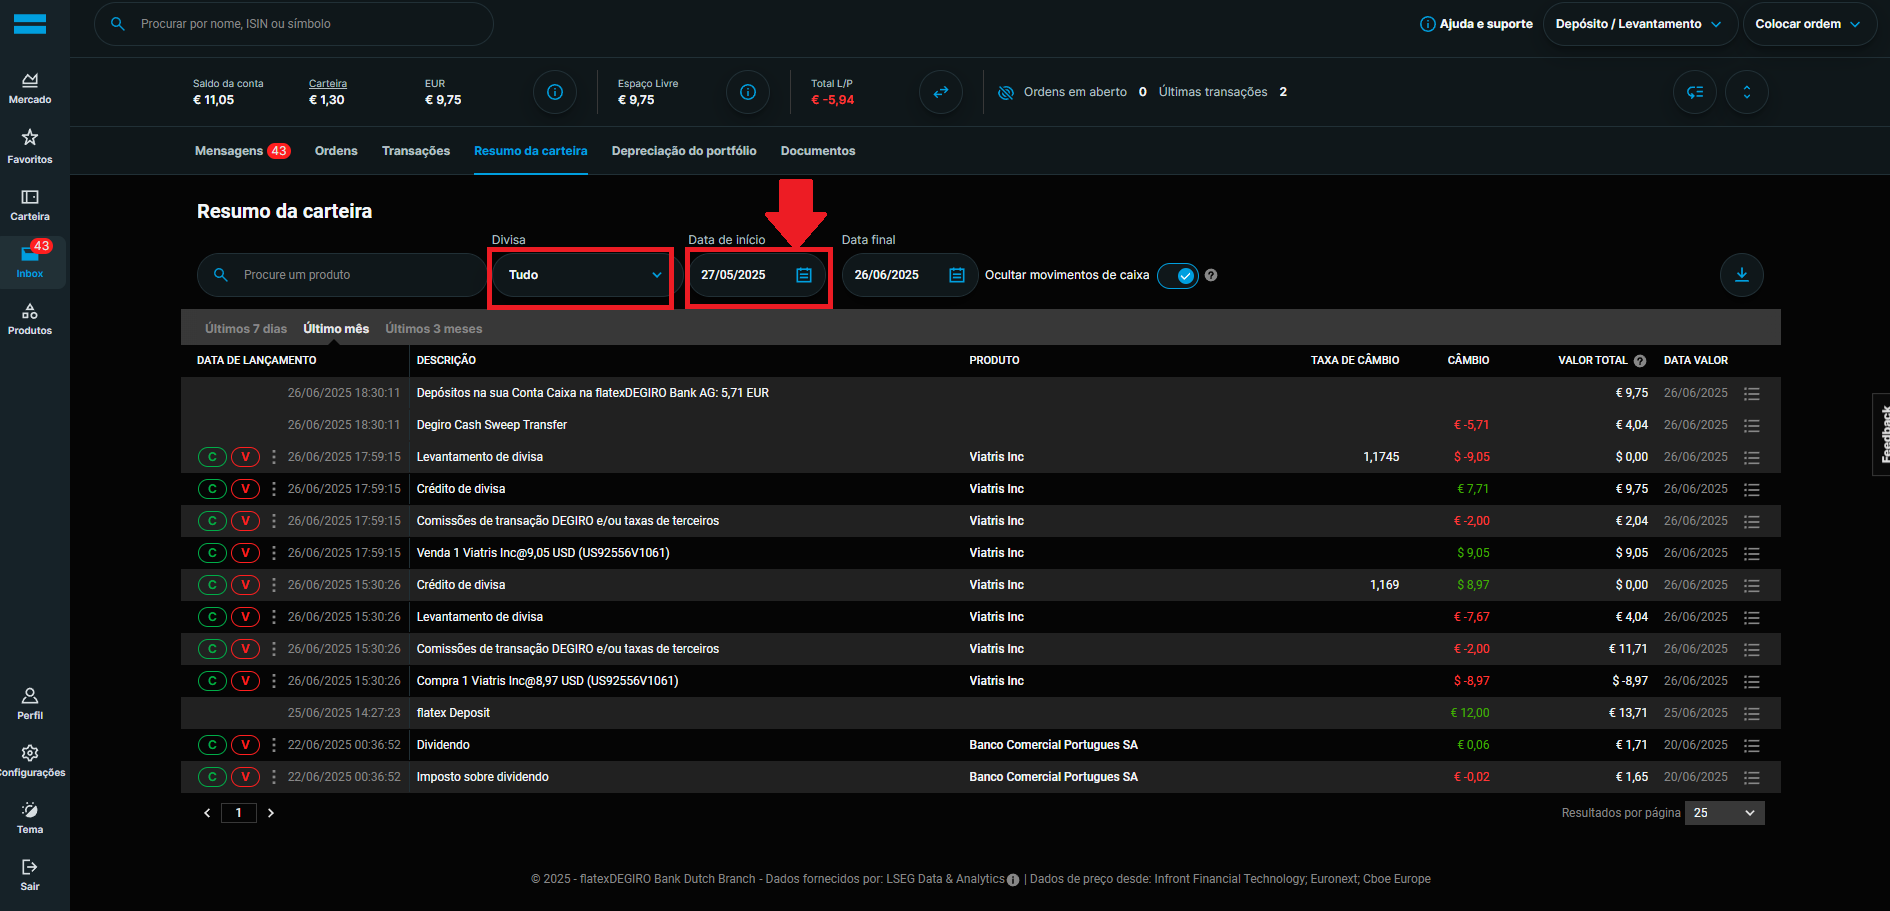 Procurar por nome, ISIN ou símbolo
Ajuda e suporte
Depósito / Levantamento
Colocar ordem
Saldo da conta
€ 11,05
Carteira
€ 1,30
EUR
€ 9,75
Espaço Livre
€ 9,75
Total L/P
€ -5,94
Ordens em aberto 0 Últimas transações 2
Mercado
Favoritos
Carteira
43
Inbox
Produtos
Perfil
Configurações
Tema
Sair
Mensagens 43 Ordens Transações Resumo da carteira Depreciação do portfólio Documentos
Resumo da carteira
Divisa Data de início Data final
Procure um produto Tudo 27/05/2025 26/06/2025 Ocultar movimentos de caixa
Últimos 7 dias Último mês Últimos 3 meses
DATA DE LANÇAMENTO DESCRIÇÃO PRODUTO TAXA DE CÂMBIO CÂMBIO VALOR TOTAL DATA VALOR
26/06/2025 18:30:11 Depósitos na sua Conta Caixa na flatexDEGIRO Bank AG: 5,71 EUR € 9,75 26/06/2025
26/06/2025 18:30:11 Degiro Cash Sweep Transfer € -5,71 € 4,04 26/06/2025
C V 26/06/2025 17:59:15 Levantamento de divisa Viatris Inc 1,1745 $ -9,05 $ 0,00 26/06/2025
C V 26/06/2025 17:59:15 Crédito de divisa Viatris Inc € 7,71 € 9,75 26/06/2025
C V 26/06/2025 17:59:15 Comissões de transação DEGIRO e/ou taxas de terceiros Viatris Inc € -2,00 € 2,04 26/06/2025
C V 26/06/2025 17:59:15 Venda 1 Viatris Inc@9,05 USD (US92556V1061) Viatris Inc $ 9,05 $ 9,05 26/06/2025
C V 26/06/2025 15:30:26 Crédito de divisa Viatris Inc 1,169 $ 8,97 $ 0,00 26/06/2025
C V 26/06/2025 15:30:26 Levantamento de divisa Viatris Inc € -7,67 € 4,04 26/06/2025
C V 26/06/2025 15:30:26 Comissões de transação DEGIRO e/ou taxas de terceiros Viatris Inc € -2,00 € 11,71 26/06/2025
C V 26/06/2025 15:30:26 Compra 1 Viatris Inc@8,97 USD (US92556V1061) Viatris Inc $ -8,97 $ -8,97 26/06/2025
25/06/2025 14:27:23 flatex Deposit € 12,00 € 13,71 25/06/2025
C V 22/06/2025 00:36:52 Dividendo Banco Comercial Portugues SA € 0,06 € 1,71 20/06/2025
C V 22/06/2025 00:36:52 Imposto sobre dividendo Banco Comercial Portugues SA € -0,02 € 1,65 20/06/2025
1 Resultados por página 25
© 2025 - flatexDEGIRO Bank Dutch Branch - Dados fornecidos por: LSEG Data & Analytics | Dados de preço desde: Infront Financial Technology; Euronext; Cboe Europe
Feedback